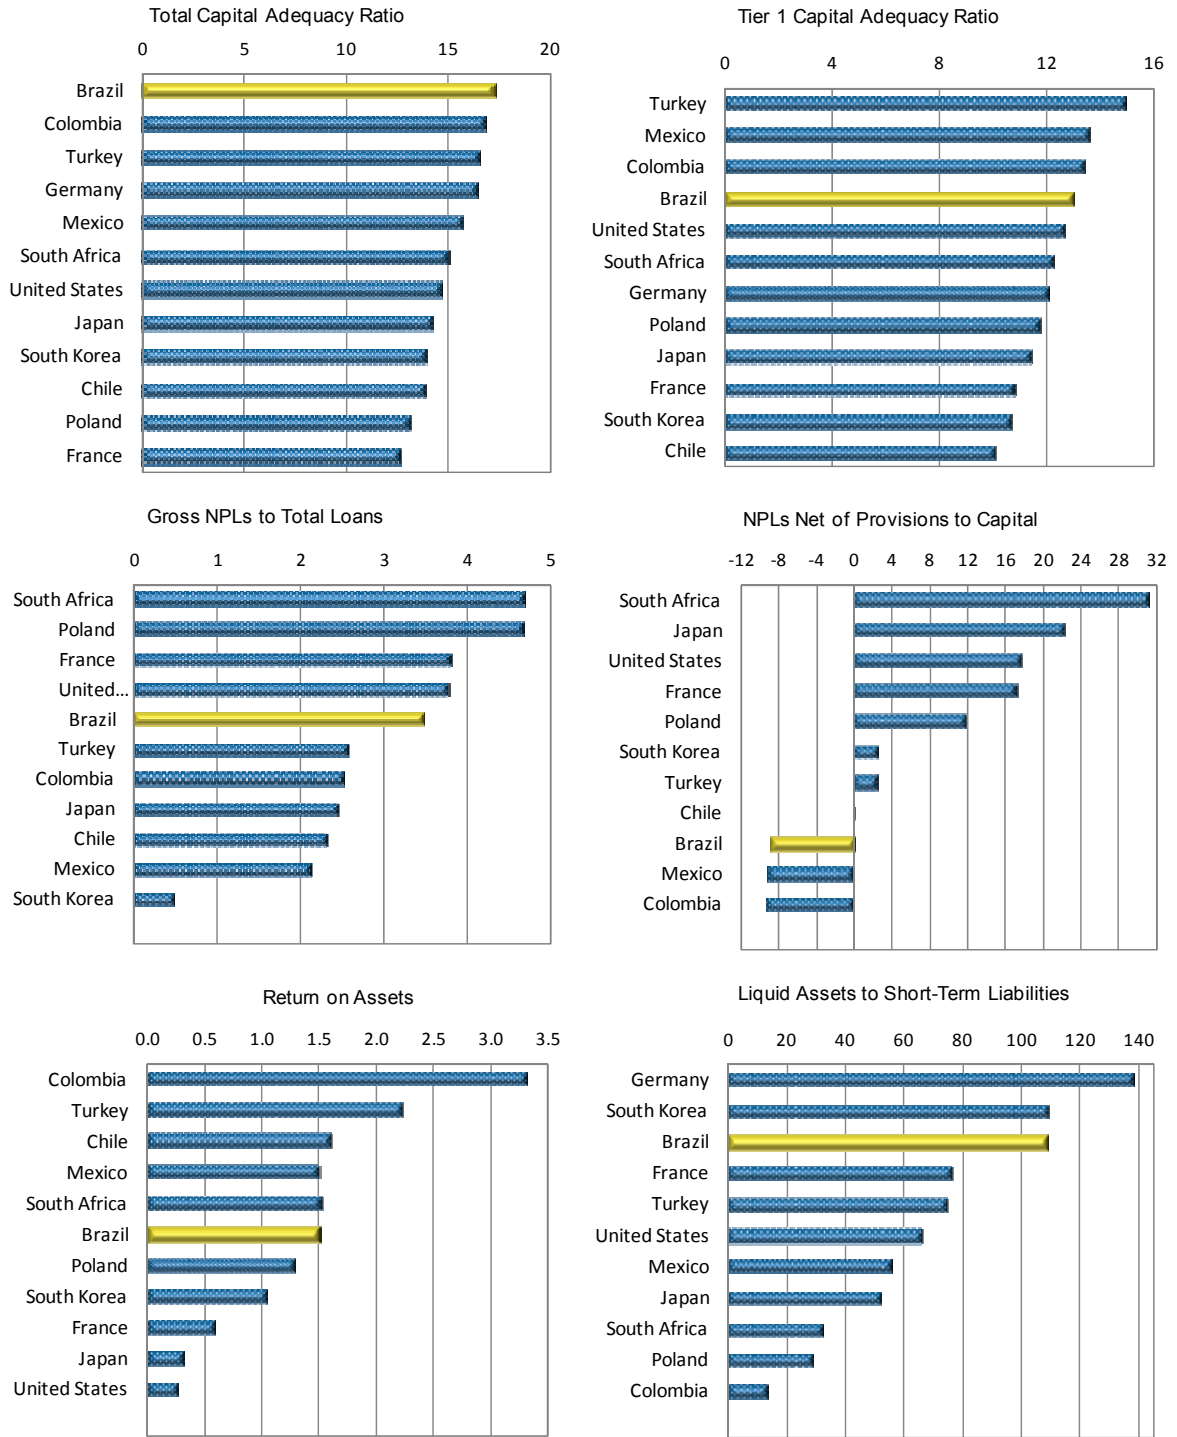 Total Capital Adequacy Ratio
0 5 10 15 20
Brazil
Colombia
Turkey
Germany
Mexico
South Africa
United States
Japan
South Korea
Chile
Poland
France
Tier 1 Capital Adequacy Ratio
0 4 8 12 16
Turkey
Mexico
Colombia
Brazil
United States
South Africa
Germany
Poland
Japan
France
South Korea
Chile
Gross NPLs to Total Loans
0 1 2 3 4 5
South Africa
Poland
France
United...
Brazil
Turkey
Colombia
Japan
Chile
Mexico
South Korea
NPLs Net of Provisions to Capital
-12 -8 -4 0 4 8 12 16 20 24 28 32
South Africa
Japan
United States
France
Poland
South Korea
Turkey
Chile
Brazil
Mexico
Colombia
Return on Assets
0.0 0.5 1.0 1.5 2.0 2.5 3.0 3.5
Colombia
Turkey
Chile
Mexico
South Africa
Brazil
Poland
South Korea
France
Japan
United States
Liquid Assets to Short-Term Liabilities
0 20 40 60 80 100 120 140
Germany
South Korea
Brazil
France
Turkey
United States
Mexico
Japan
South Africa
Poland
Colombia